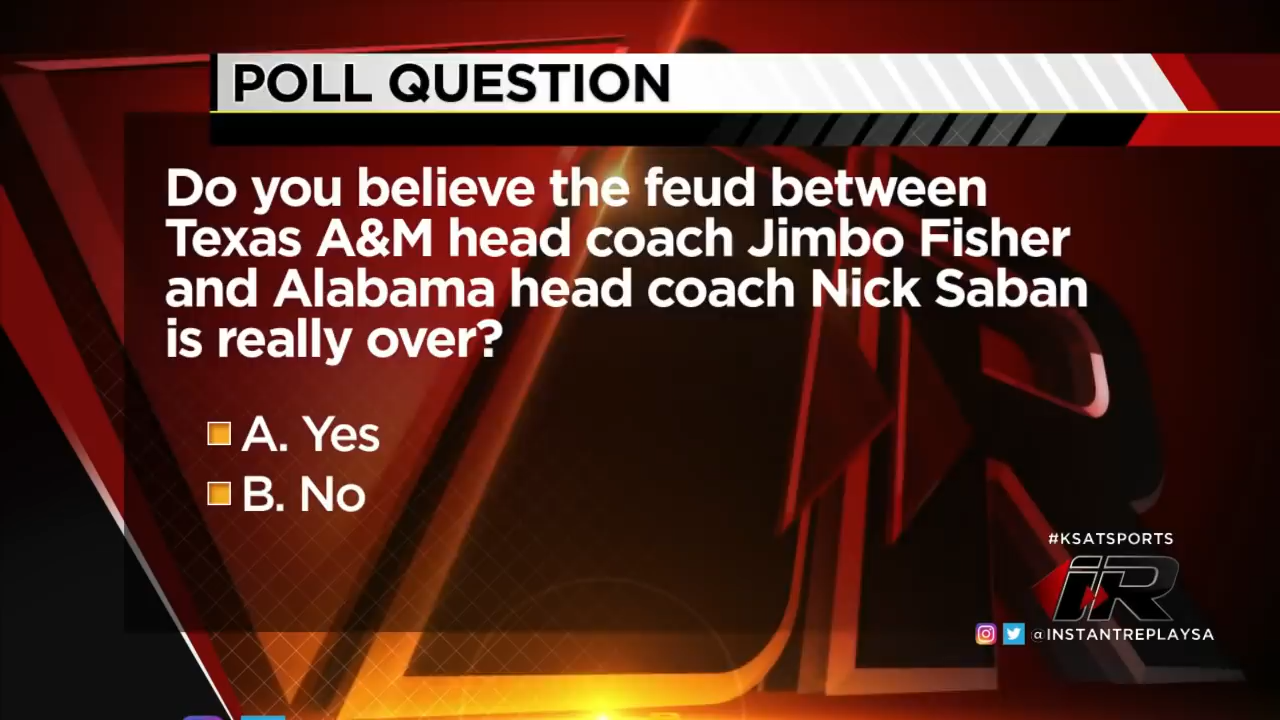 POLL QUESTION
Do you believe the feud between
Texas A&M head coach Jimbo Fisher
and Alabama head coach Nick Saban
is really over?
A. Yes
B. No
#KSATSPORTS
iR
@INSTANTREPLAYSA